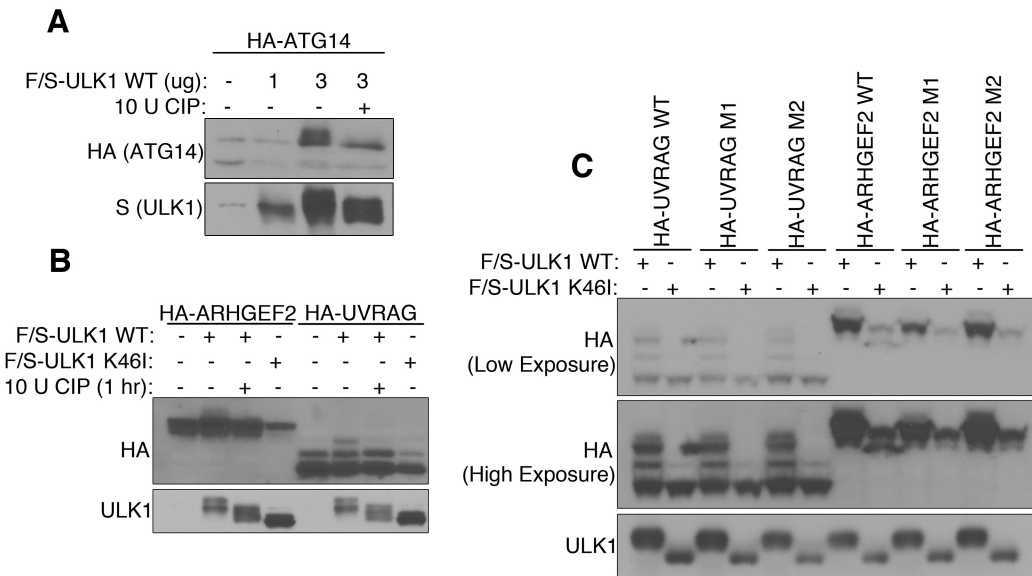 A
HA-ATG14
F/S-ULK1 WT (ug): - 1 3 3
10 U CIP: - - - +
HA (ATG14)
S (ULK1)
B
HA-ARHGEF2 HA-UVRAG
F/S-ULK1 WT: - + + - - + + -
F/S-ULK1 K46I: - - - + - - - +
10 U CIP (1 hr): - - + - - - + -
HA
ULK1
C
HA-UVRAG WT
HA-UVRAG M1
HA-UVRAG M2
HA-ARHGEF2 WT
HA-ARHGEF2 M1
HA-ARHGEF2 M2
F/S-ULK1 WT: + - + - + - + - + - + -
F/S-ULK1 K46I: - + - + - + - + - + - +
HA
(Low Exposure)
HA
(High Exposure)
ULK1